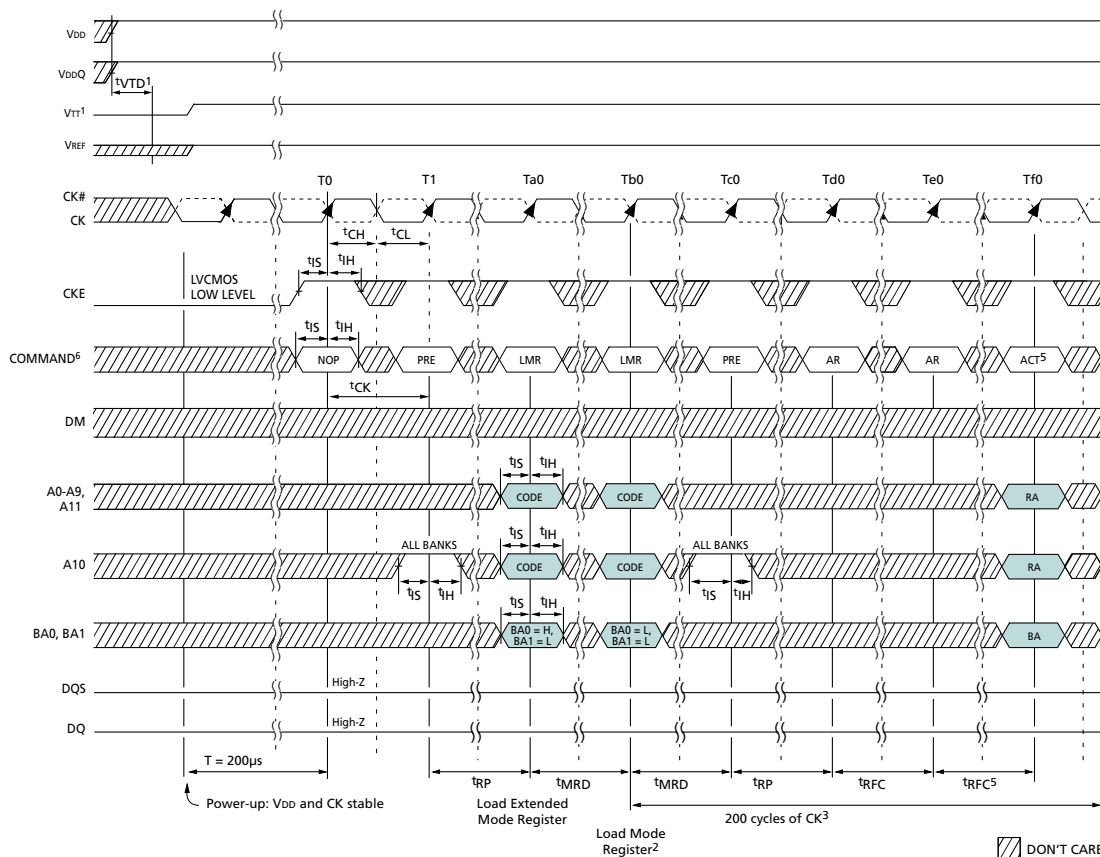 VDD
VDDQ
tVTD1
VTT1
VREF
T0 T1 Ta0 Tb0 Tc0 Td0 Te0 Tf0
CK#
CK
tCH tCL
tIS tIH
LVCMOS
LOW LEVEL
CKE
tIS tIH
COMMAND6 NOP PRE LMR LMR PRE AR AR ACT5
tCK
DM
tIS tIH
A0-A9,
A11
CODE CODE RA
ALL BANKS tIS tIH ALL BANKS
A10 CODE CODE RA
tIS tIH tIS tIH
tIS tIH
BA0, BA1
BA0 = H,
BA1 = L
BA0 = L,
BA1 = L
BA
DQS High-Z
DQ High-Z
T = 200µs
tRP tMRD tMRD tRP tRFC tRFC5
Power-up: VDD and CK stable
Load Extended
Mode Register
200 cycles of CK3
Load Mode
Register2
DON'T CARE